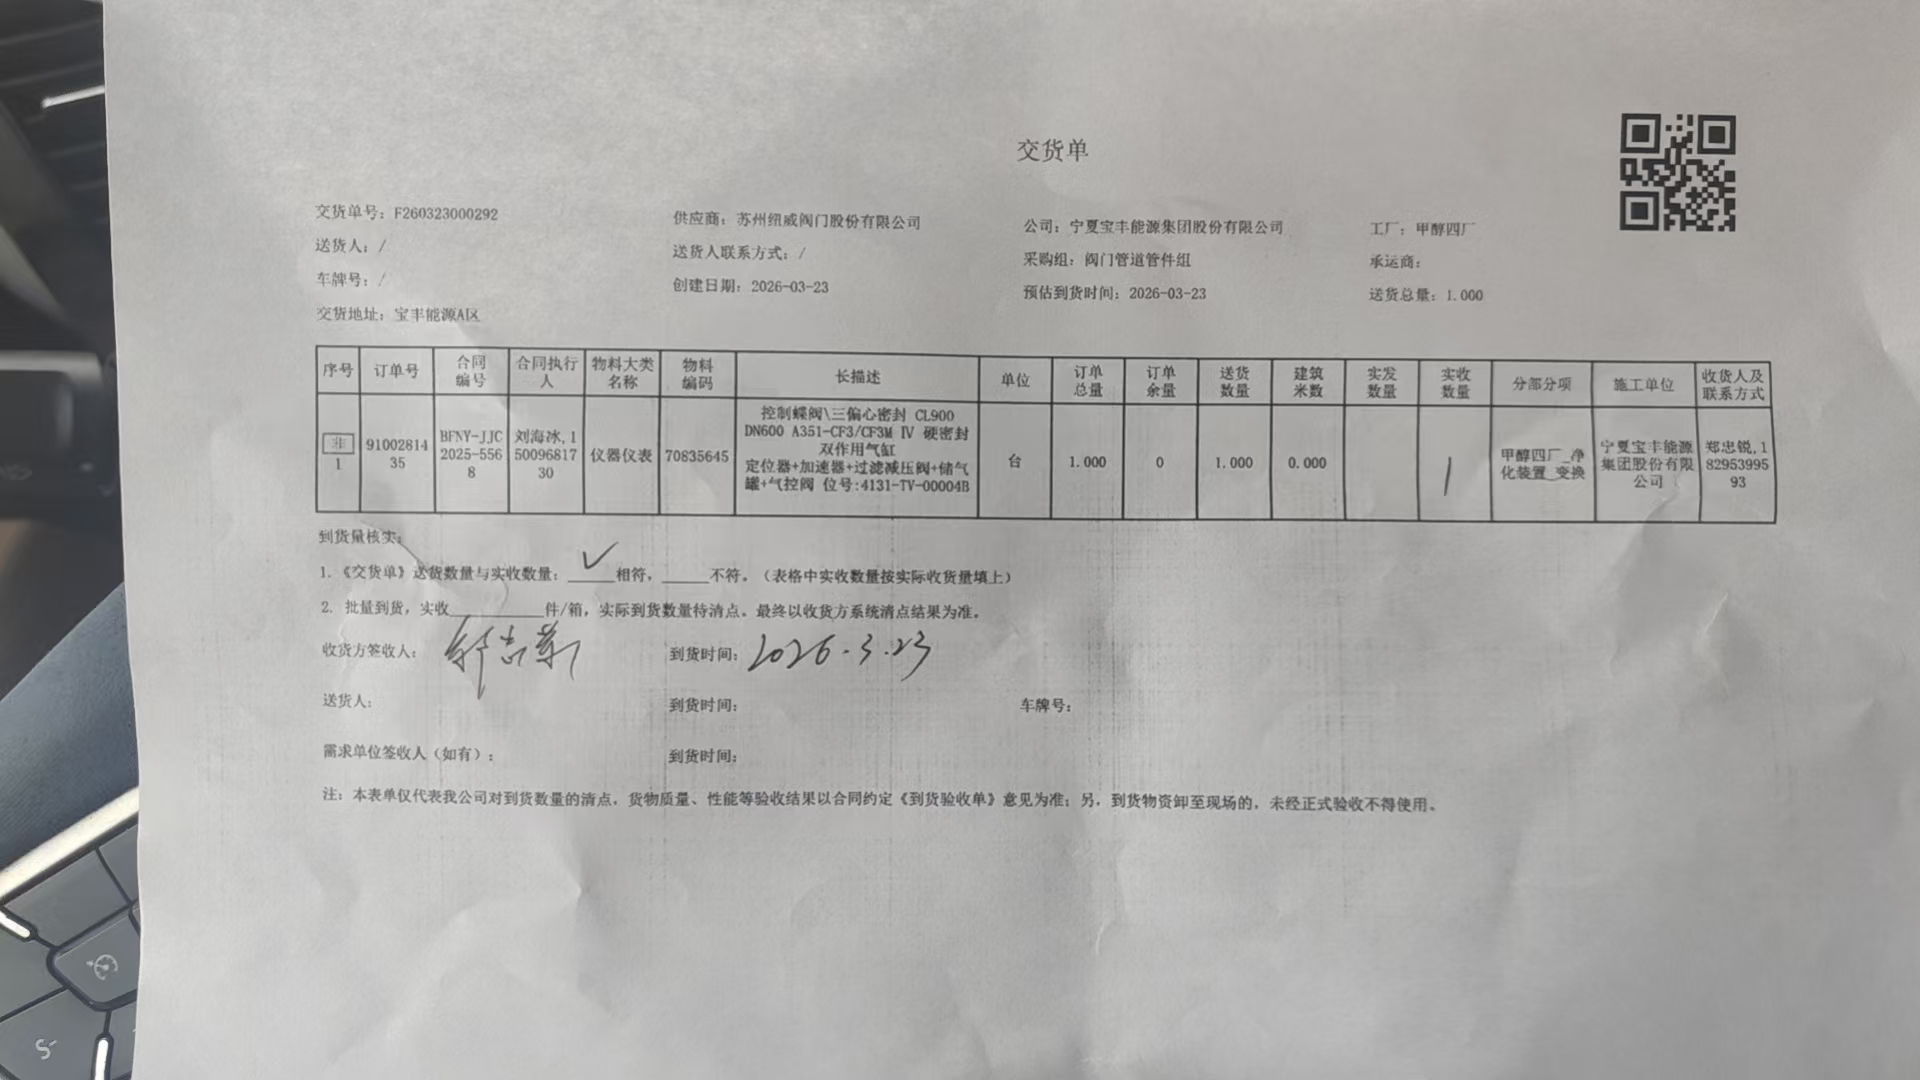 交货单
交货单号：F260323000292
供应商：苏州纽威阀门股份有限公司
公司：宁夏宝丰能源集团股份有限公司
工厂：甲醇四厂
送货人：/
送货人联系方式：/
采购组：阀门管道管件组
承运商：
车牌号：/
创建日期：2026-03-23
预估到货时间：2026-03-23
送货总量：1.000
交货地址：宝丰能源A区
序号 订单号 合同编号 合同执行人 物料大类名称 物料编码 长描述 单位 订单总量 订单余量 送货数量 建筑米数 实发数量 实收数量 分部分项 施工单位 收货人及联系方式
非
1
91002814
35
BFNY-JJC
2025-556
8
刘海冰,1
50096817
30
仪器仪表
70835645
控制蝶阀\三偏心密封 CL900
DN600 A351-CF3/CF3M IV 硬密封
双作用气缸
定位器+加速器+过滤减压阀+储气
罐+气控阀 位号:4131-TV-00004B
台
1.000
0
1.000
0.000
1
甲醇四厂_净
化装置_变换
宁夏宝丰能源
集团股份有限
公司
郑忠锐,1
82953995
93
到货量核实：
1.《交货单》送货数量与实收数量：__✓__相符，_____不符。（表格中实收数量按实际收货量填上）
2. 批量到货，实收__________件/箱，实际到货数量待清点。最终以收货方系统清点结果为准。
收货方签收人：
到货时间：2026.3.23
送货人：
到货时间：
车牌号：
需求单位签收人（如有）：
到货时间：
注：本表单仅代表我公司对到货数量的清点，货物质量、性能等验收结果以合同约定《到货验收单》意见为准；另，到货物资卸至现场的，未经正式验收不得使用。